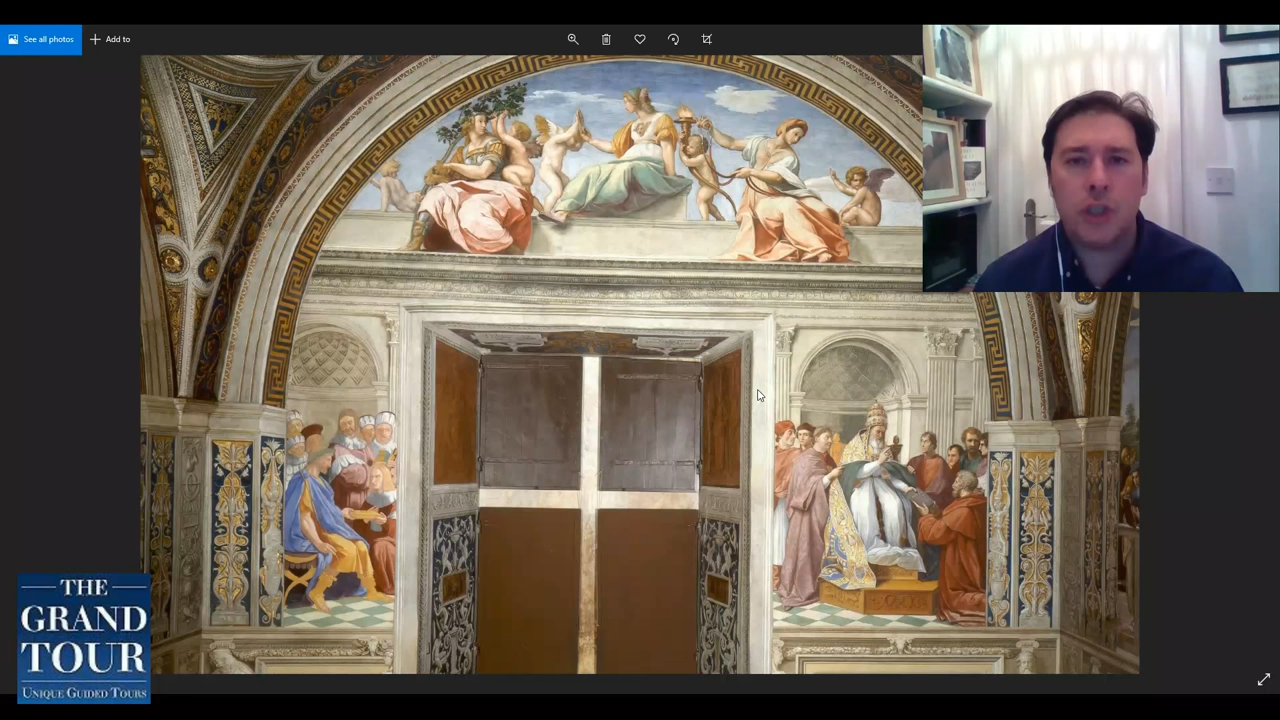 See all photos
Add to
THE
GRAND
TOUR
UNIQUE GUIDED TOURS